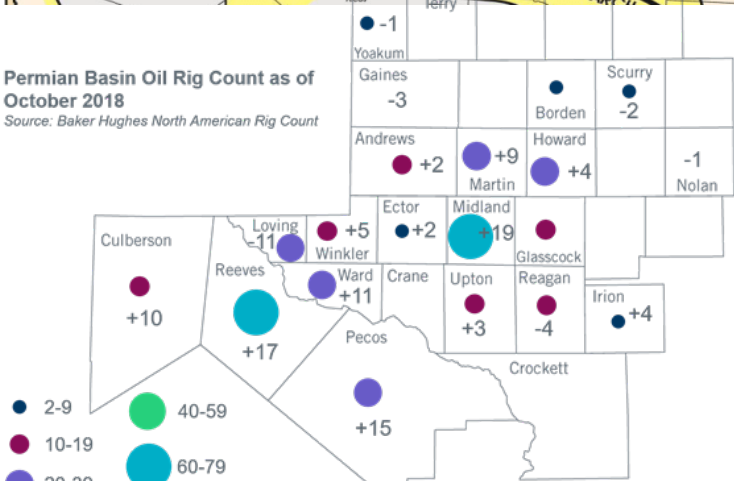 Terry
-1
Yoakum
Permian Basin Oil Rig Count as of
October 2018
Source: Baker Hughes North American Rig Count
Gaines
-3
Borden
Scurry
-2
Andrews
+2
+9
Martin
Howard
+4
-1
Nolan
Culberson
+10
Loving
-11
+5
Winkler
Ector
+2
Midland
+19
Glasscock
Reeves
+17
Ward
+11
Crane
Upton
+3
Reagan
-4
Irion
+4
Pecos
+15
Crockett
2-9
40-59
10-19
60-79